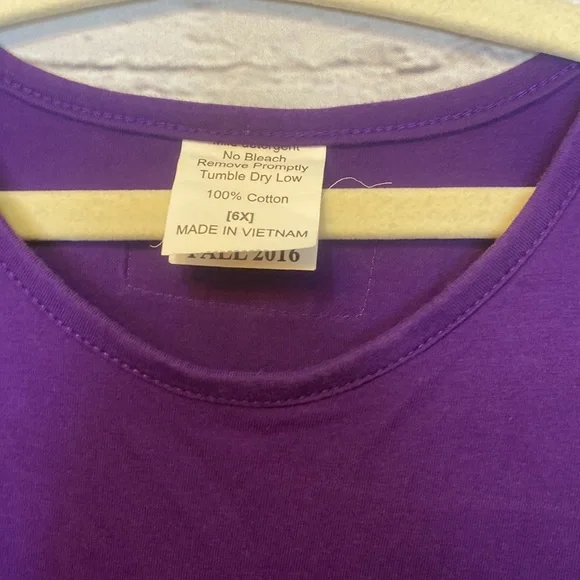 No Bleach
Remove Promptly
Tumble Dry Low
100% Cotton
[6X]
MADE IN VIETNAM
FALL 2016